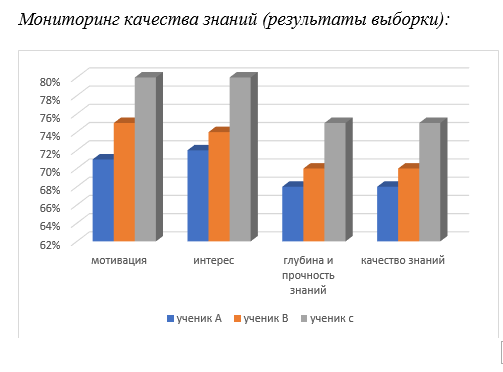 Мониторинг качества знаний (результаты выборки):
80%
78%
76%
74%
72%
70%
68%
66%
64%
62%
мотивация
интерес
глубина и
прочность
знаний
качество знаний
ученик А
ученик В
ученик с